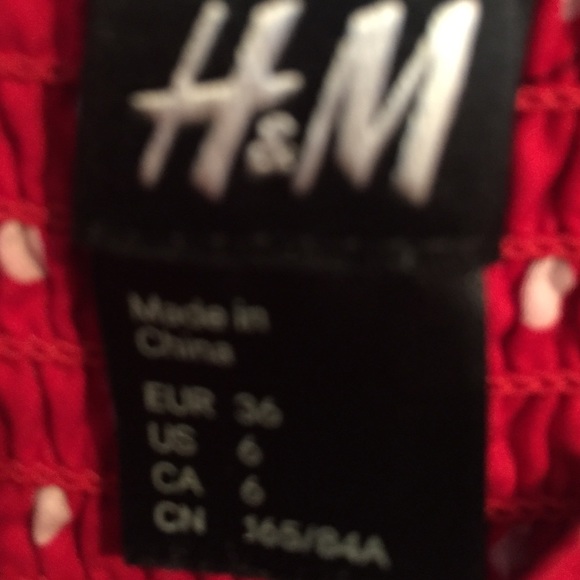 H&M
Made in
China
EUR 36
US 6
CA 6
CN 165/84A